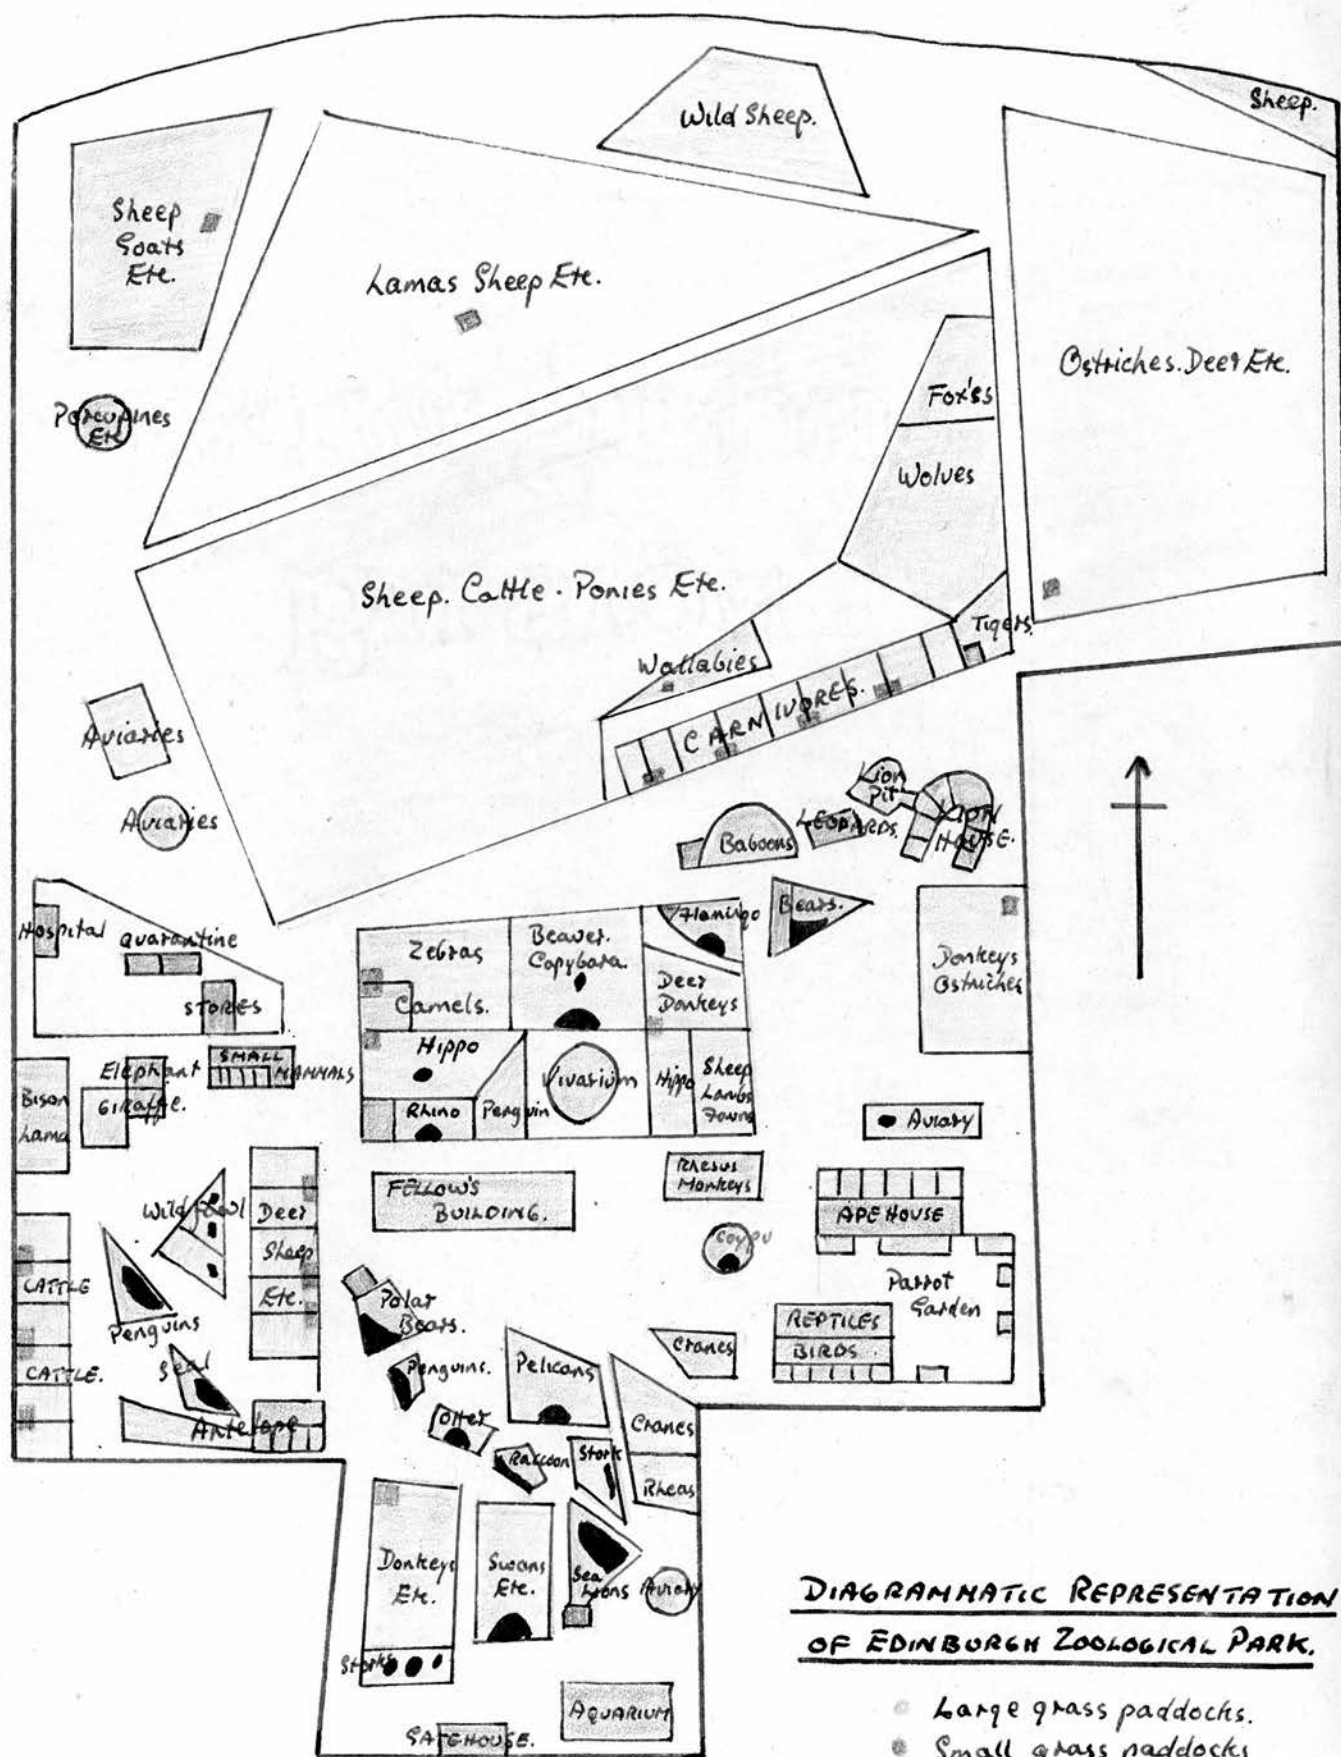 Sheep.
Wild Sheep.
Sheep
Goats
Etc.
Lamas Sheep Etc.
Ostriches. Deer Etc.
Fox'ss
Porcupines
Etc
Wolves
Sheep. Cattle. Ponies Etc.
Tigers.
Wallabies
CARNIVORES.
Aviaries
Lion
Pit
Aviaries
LEOPARDS.
LION
HOUSE.
Baboons
Hospital
Quarantine
STORES
Zebras
Camels.
Beaver.
Copybara.
Flamingo
Bears.
Deer
Donkeys
Donkeys
Ostriches
Elephant
Giraffe.
SMALL
MAMMALS
Bison
Lama
Hippo
Rhino
Penguin
Vivarium
Hippo
Sheep
Lambs
Aviary
FELLOW'S
BUILDING.
Rhesus
Monkeys
APE HOUSE
Wild Fowl
Deer
Sheep
Etc.
Coypu
CATTLE
Penguins
Polar
Bears.
Parrot
Garden
REPTILES
BIRDS
CATTLE.
Seal
Penguins.
Pelicans
Cranes
Antelope
Otter
Raccoon
Stork
Cranes
Rheas
Donkeys
Etc.
Swans
Etc.
Sea
Lions
Aviary
Storks
AQUARIUM
GATEHOUSE.
DIAGRAMMATIC REPRESENTATION
OF EDINBURGH ZOOLOGICAL PARK.
Large grass paddocks.
Small grass paddocks